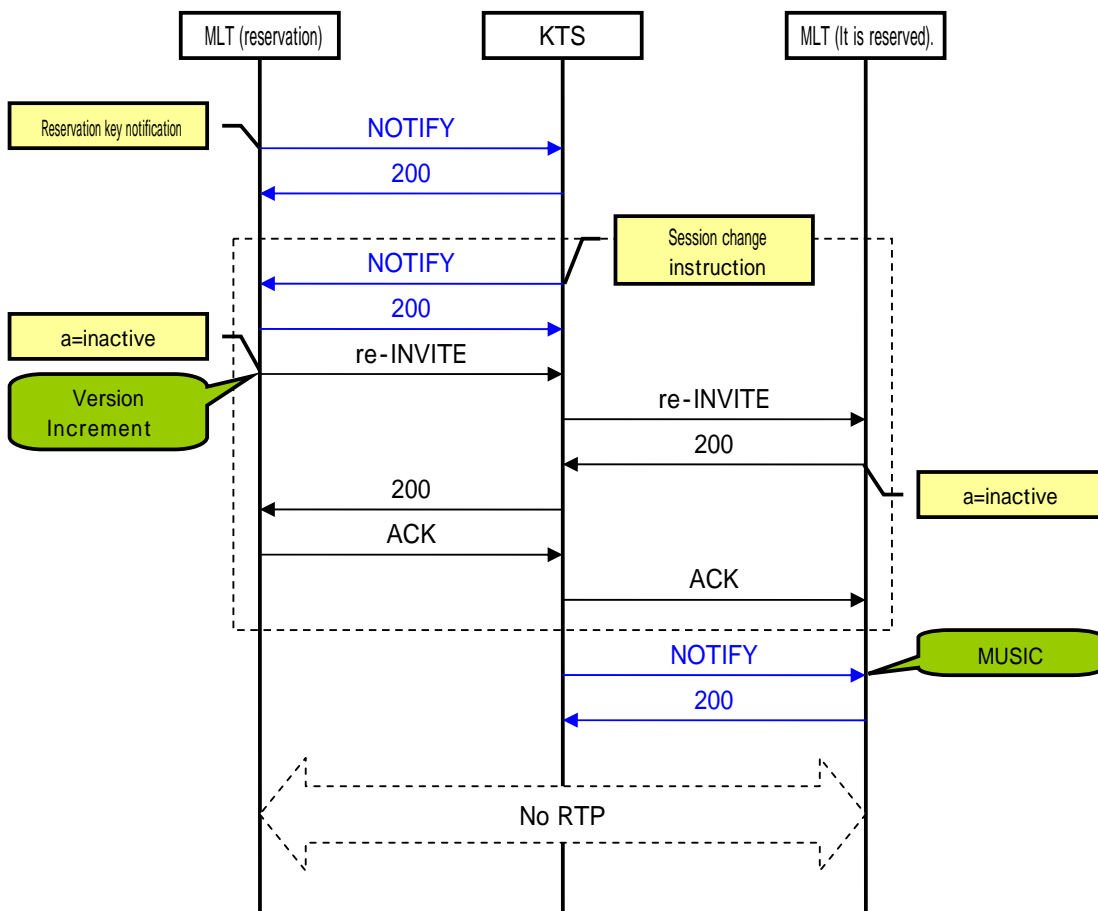 MLT (reservation)
KTS
MLT (It is reserved).
Reservation key notification
NOTIFY
200
Session change
instruction
NOTIFY
200
a=inactive
re-INVITE
Version
Increment
re-INVITE
200
a=inactive
200
ACK
ACK
NOTIFY
MUSIC
200
No RTP